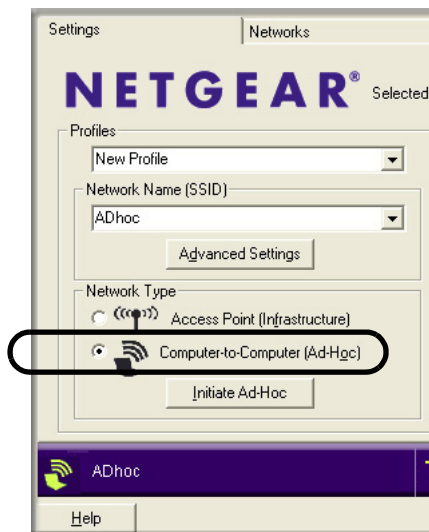 Settings
Networks
NETGEAR®
Selected
Profiles
New Profile
Network Name (SSID)
ADhoc
Advanced Settings
Network Type
Access Point (Infrastructure)
Computer-to-Computer (Ad-Hoc)
Initiate Ad-Hoc
ADhoc
Help